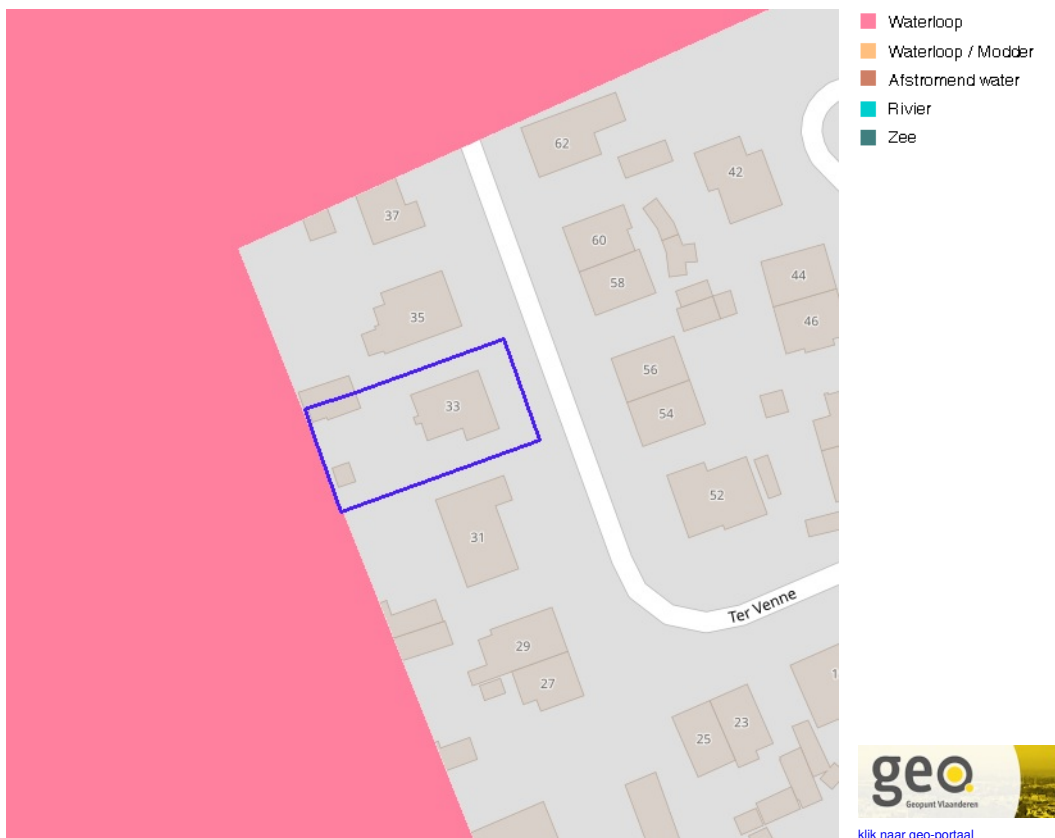 Waterloop
Waterloop / Modder
Afstromend water
Rivier
Zee
62
42
37
60
58
44
35
46
56
33
54
52
31
Ter Venne
29
27
1
23
25
geo.
Geopunt Vlaanderen
klik naar geo-portaal